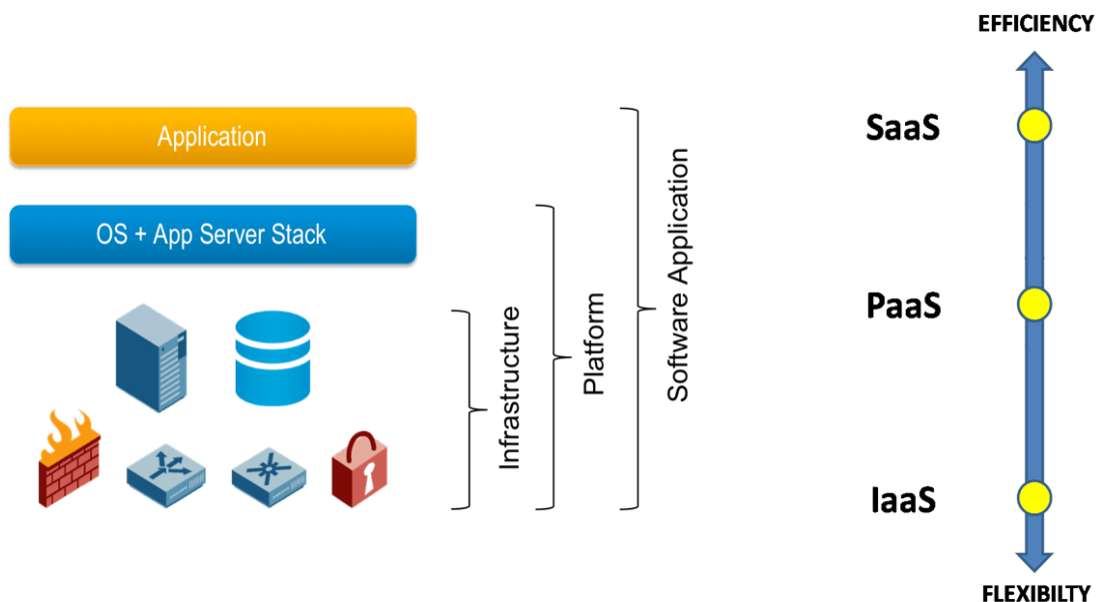 EFFICIENCY
Application
SaaS
OS + App Server Stack
Infrastructure
Platform
Software Application
PaaS
IaaS
FLEXIBILTY